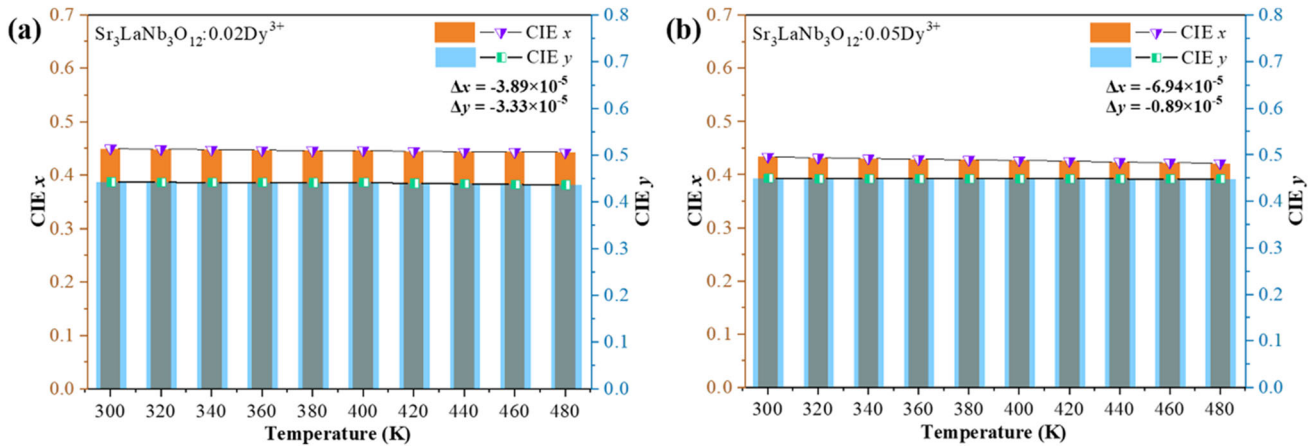 (a)
Sr₃LaNb₃O₁₂:0.02Dy³⁺
CIE x
CIE y
Δx = -3.89×10⁻⁵
Δy = -3.33×10⁻⁵
0.7
0.6
0.5
0.4
0.3
0.2
0.1
0.0
CIE x
0.8
0.7
0.6
0.5
0.4
0.3
0.2
0.1
0.0
CIE y
300 320 340 360 380 400 420 440 460 480
Temperature (K)
(b)
Sr₃LaNb₃O₁₂:0.05Dy³⁺
CIE x
CIE y
Δx = -6.94×10⁻⁵
Δy = -0.89×10⁻⁵
0.7
0.6
0.5
0.4
0.3
0.2
0.1
0.0
CIE x
0.8
0.7
0.6
0.5
0.4
0.3
0.2
0.1
0.0
CIE y
300 320 340 360 380 400 420 440 460 480
Temperature (K)